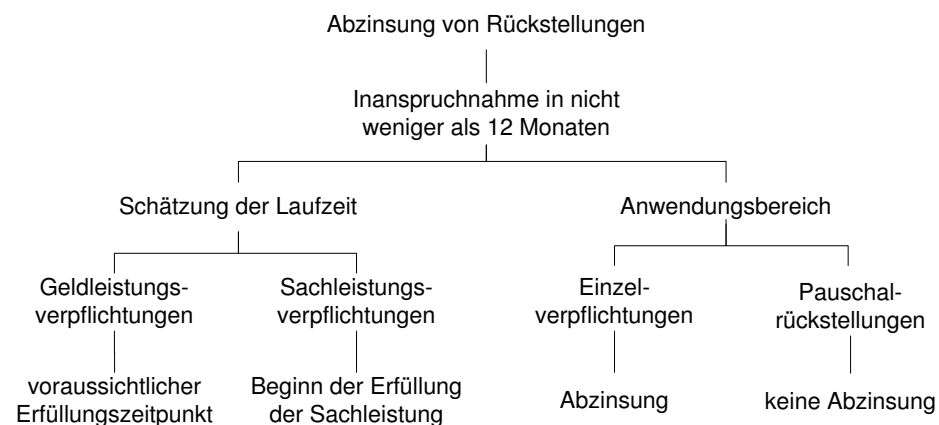 Abzinsung von Rückstellungen
Inanspruchnahme in nicht
weniger als 12 Monaten
Schätzung der Laufzeit
Anwendungsbereich
Geldleistungs-
verpflichtungen
Sachleistungs-
verpflichtungen
Einzel-
verpflichtungen
Pauschal-
rückstellungen
voraussichtlicher
Erfüllungszeitpunkt
Beginn der Erfüllung
der Sachleistung
Abzinsung
keine Abzinsung